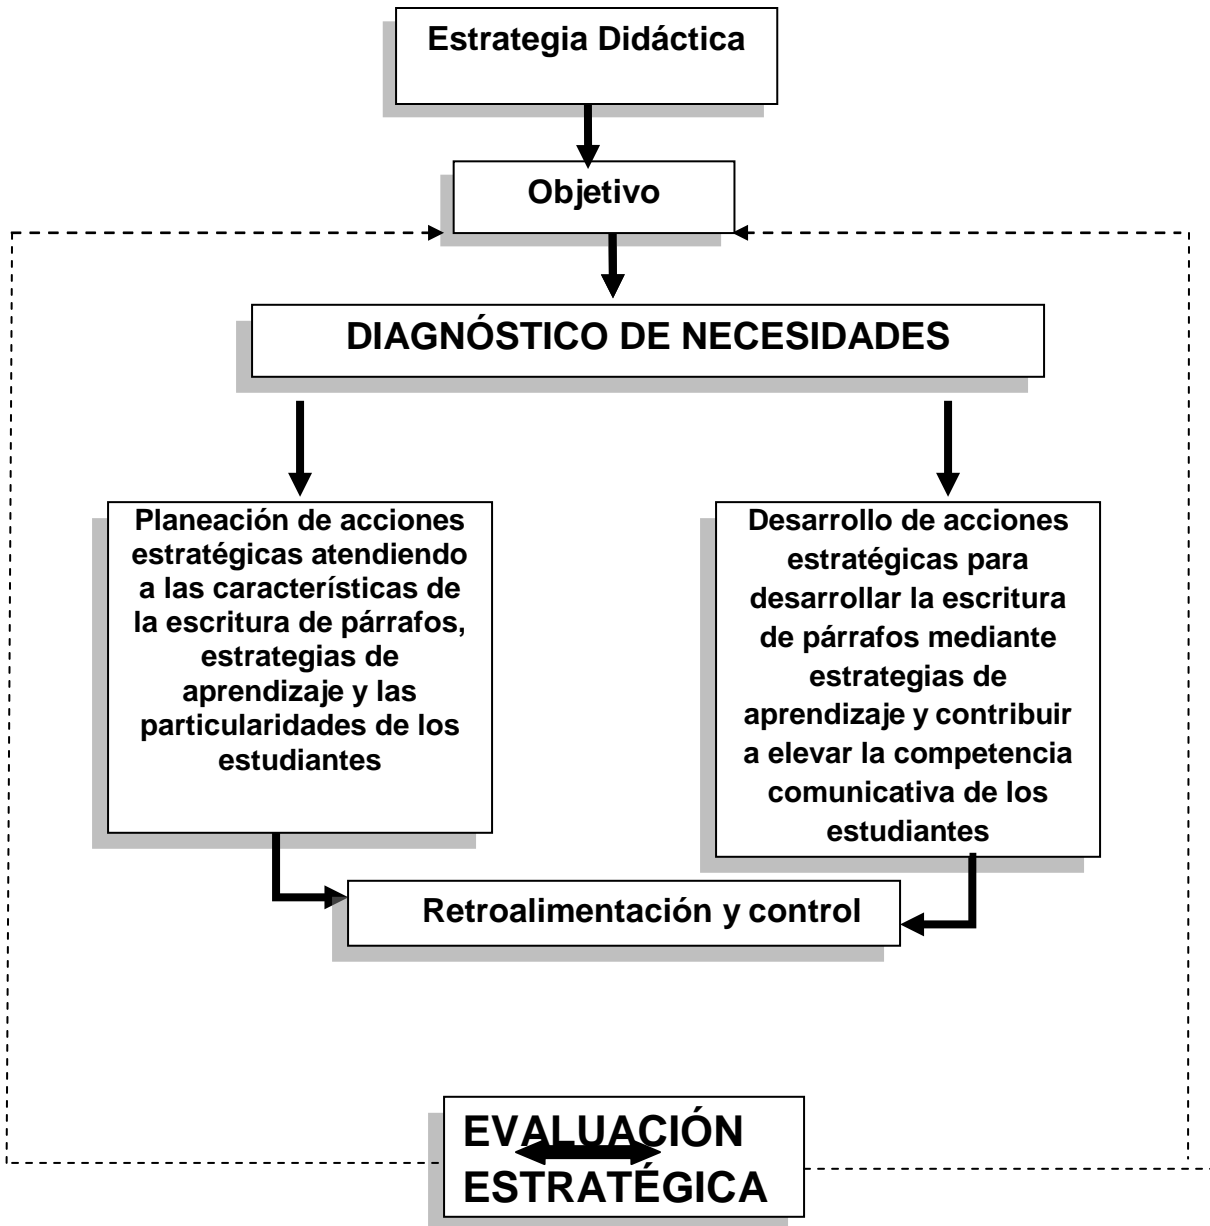 Estrategia Didáctica
Objetivo
DIAGNÓSTICO DE NECESIDADES
Planeación de acciones
estratégicas atendiendo
a las características de
la escritura de párrafos,
estrategias de
aprendizaje y las
particularidades de los
estudiantes
Desarrollo de acciones
estratégicas para
desarrollar la escritura
de párrafos mediante
estrategias de
aprendizaje y contribuir
a elevar la competencia
comunicativa de los
estudiantes
Retroalimentación y control
EVALUACIÓN
ESTRATÉGICA